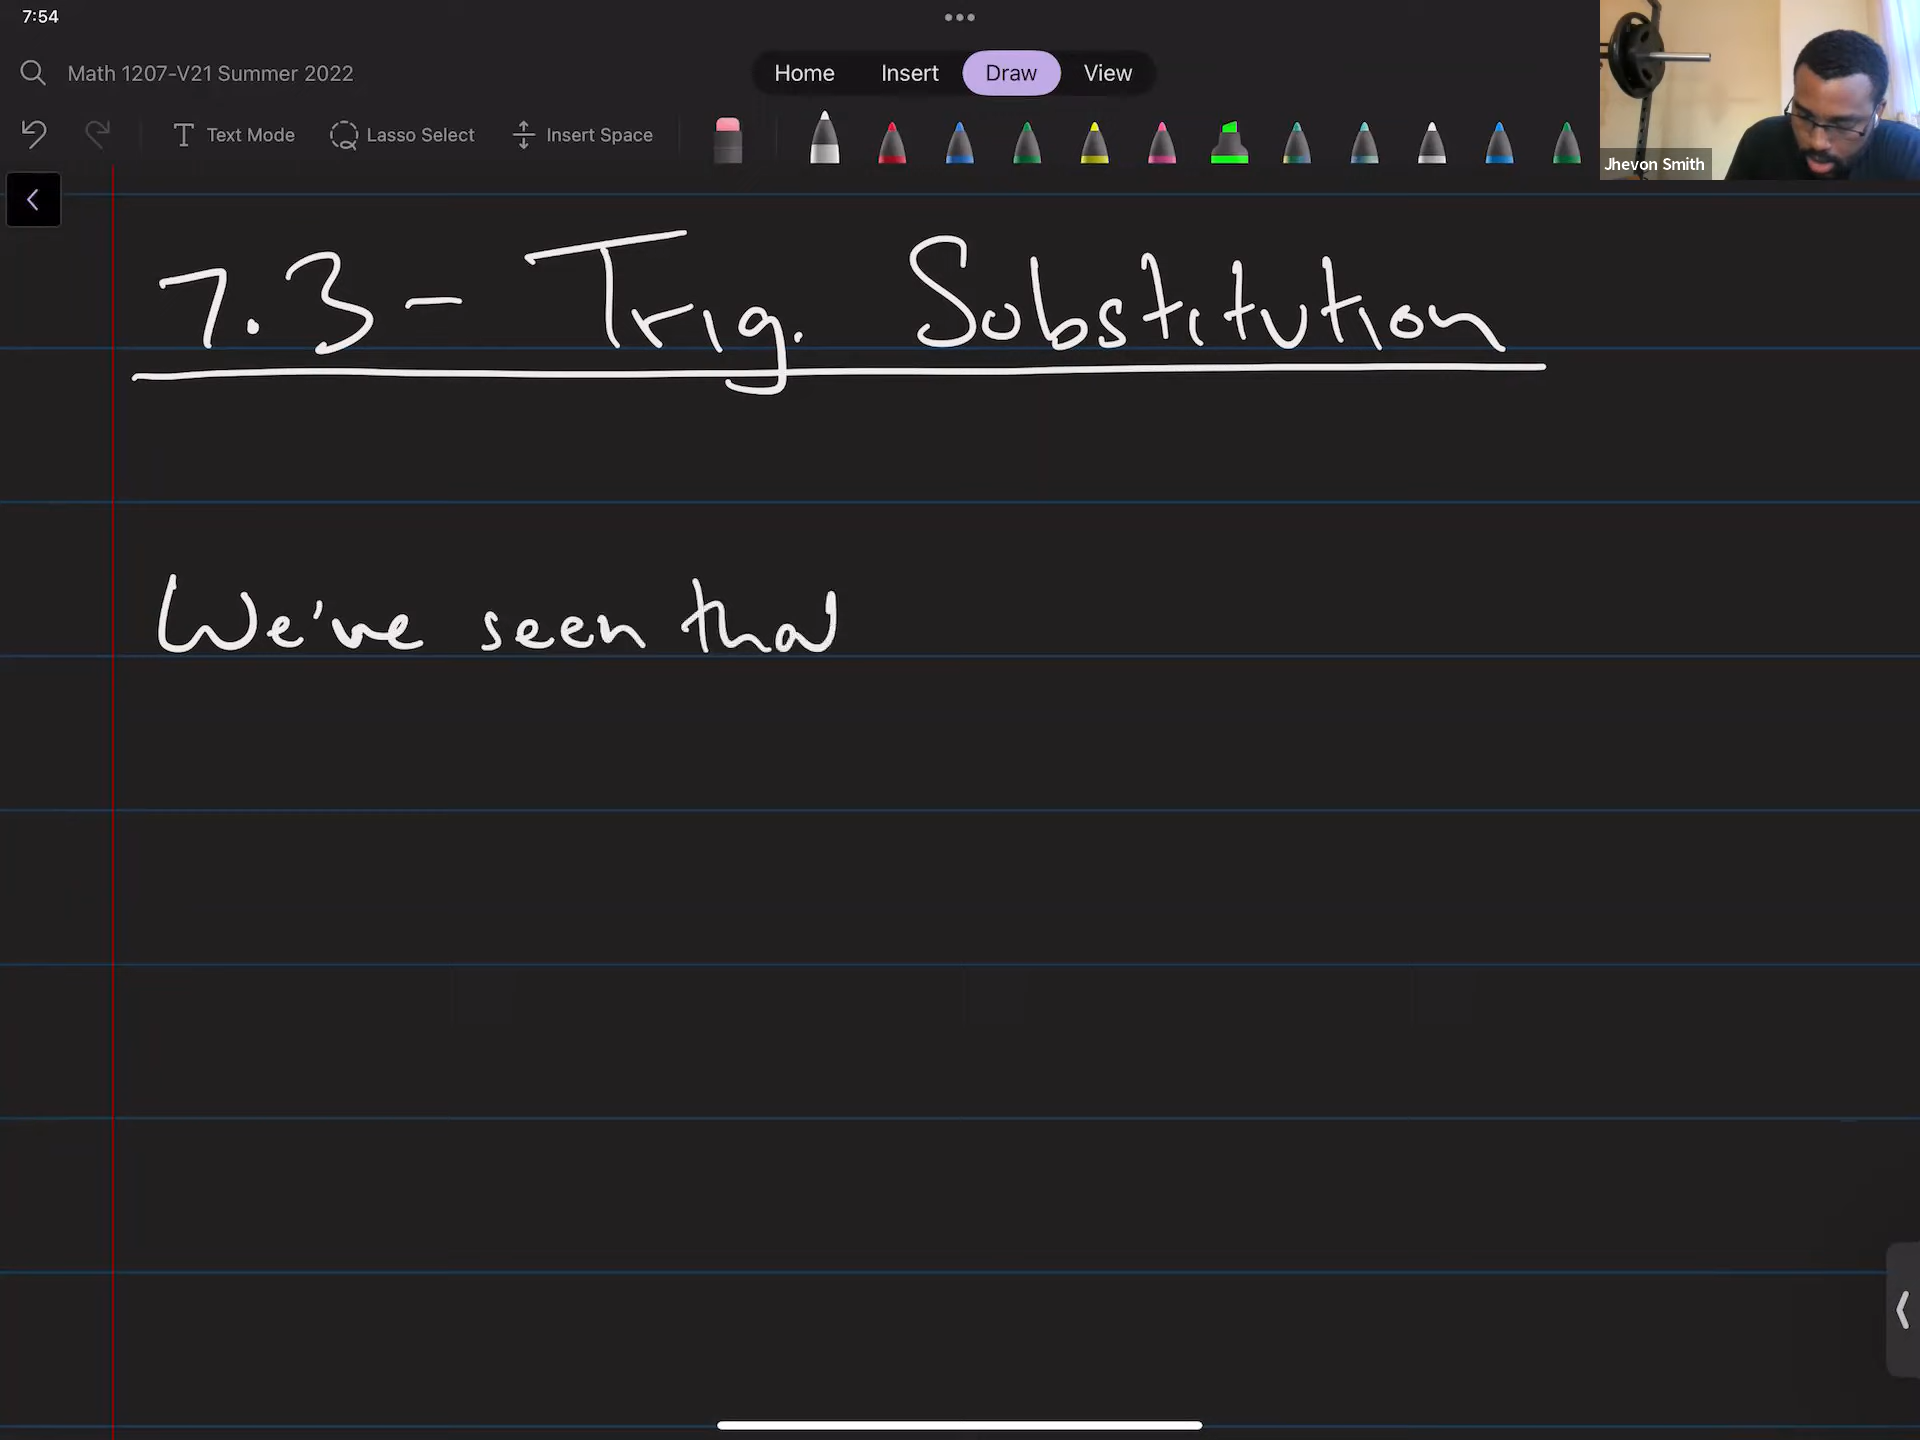 7:54
Math 1207-V21 Summer 2022
Home Insert Draw View
Text Mode Lasso Select Insert Space
Jhevon Smith
7.3 - Trig. Substitution
We've seen that